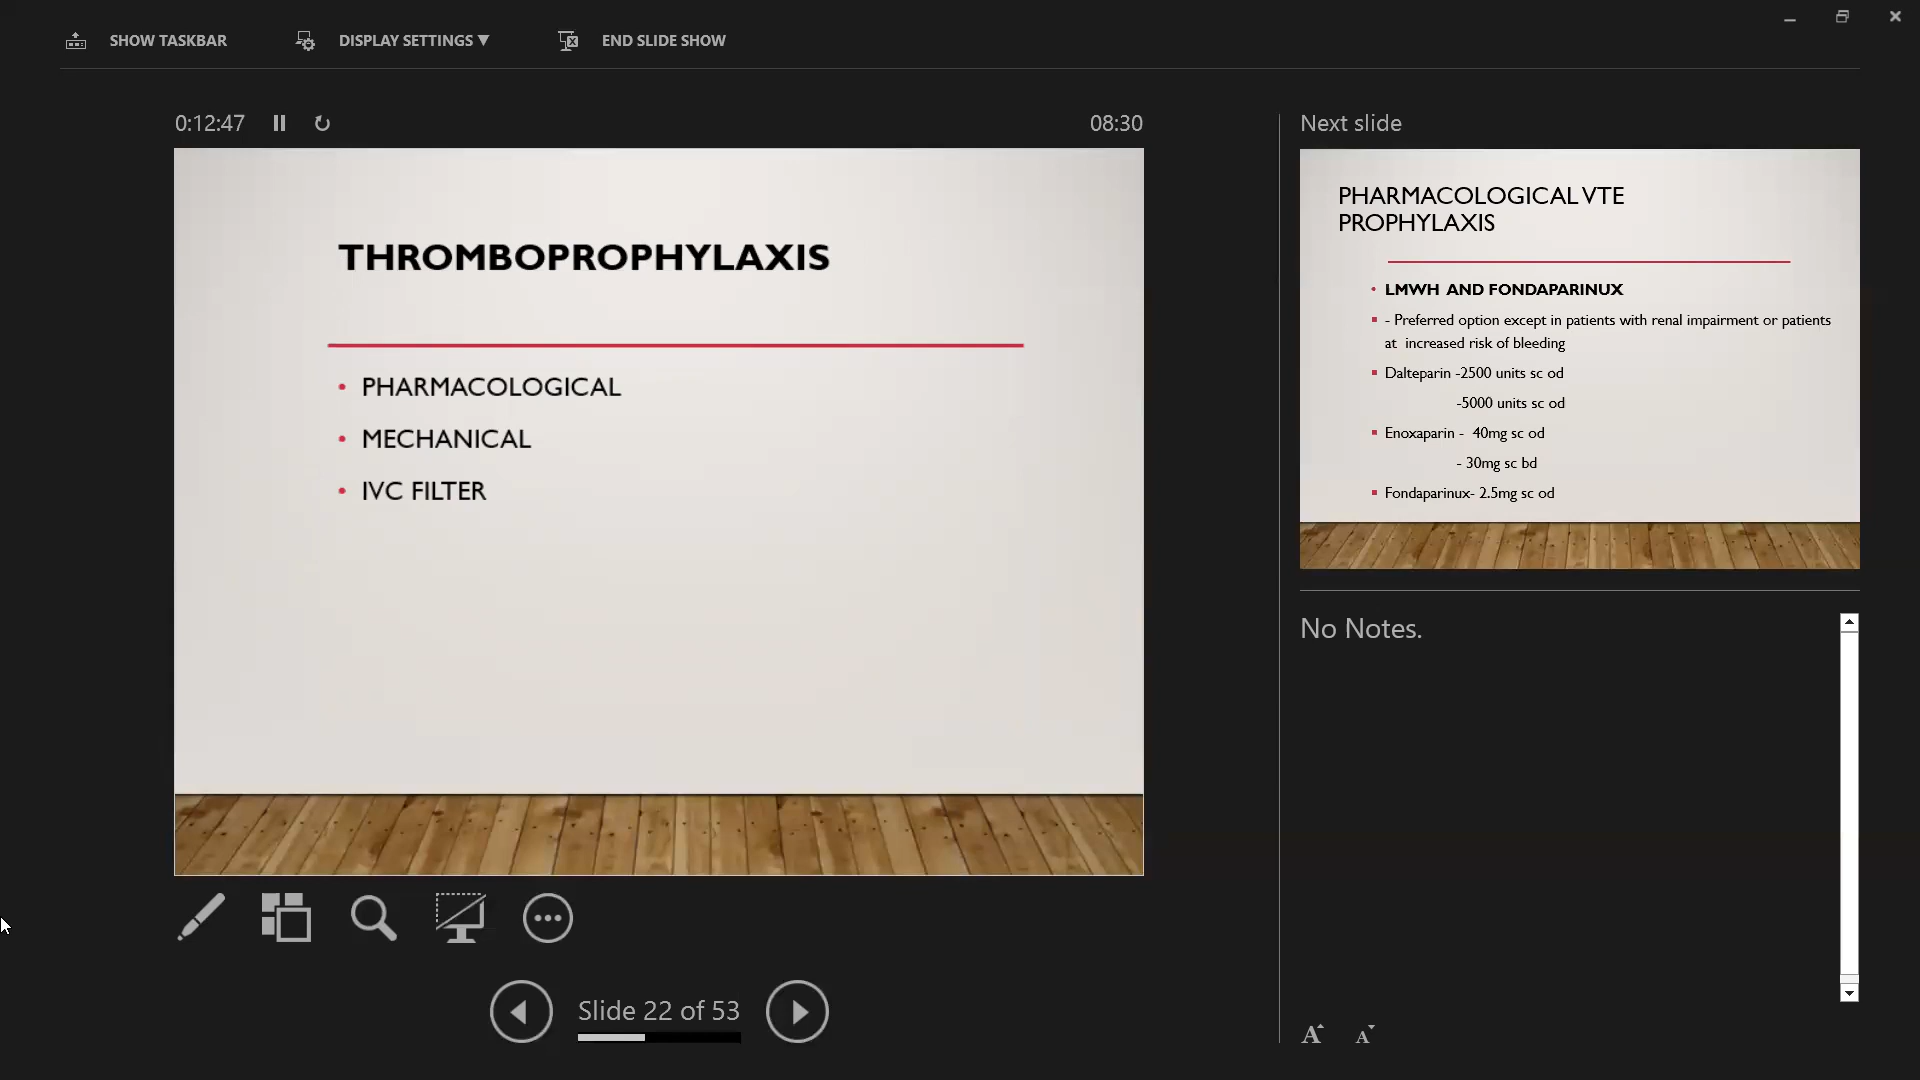 SHOW TASKBAR
DISPLAY SETTINGS ▼
END SLIDE SHOW
0:12:47
08:30
THROMBOPROPHYLAXIS
• PHARMACOLOGICAL
• MECHANICAL
• IVC FILTER
Slide 22 of 53
Next slide
PHARMACOLOGICAL VTE
PROPHYLAXIS
• LMWH AND FONDAPARINUX
▪ - Preferred option except in patients with renal impairment or patients
at increased risk of bleeding
▪ Dalteparin -2500 units sc od
-5000 units sc od
▪ Enoxaparin - 40mg sc od
- 30mg sc bd
▪ Fondaparinux- 2.5mg sc od
No Notes.
A A